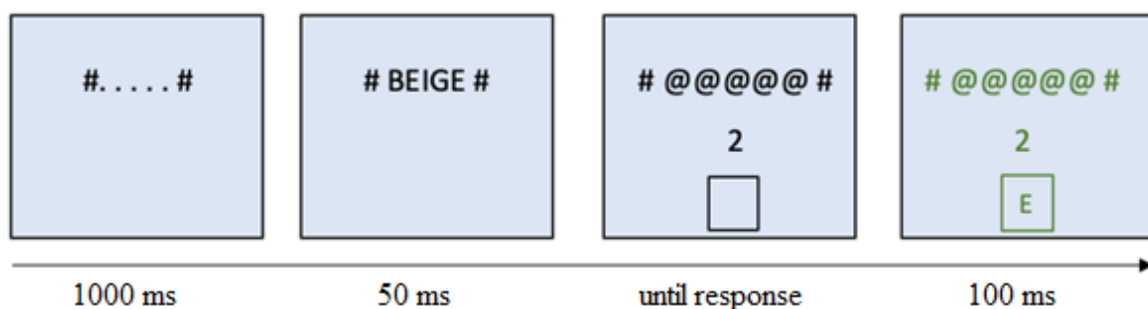 #. . . . . #
# BEIGE #
# @@@@@ #
2
# @@@@@ #
2
E
1000 ms
50 ms
until response
100 ms